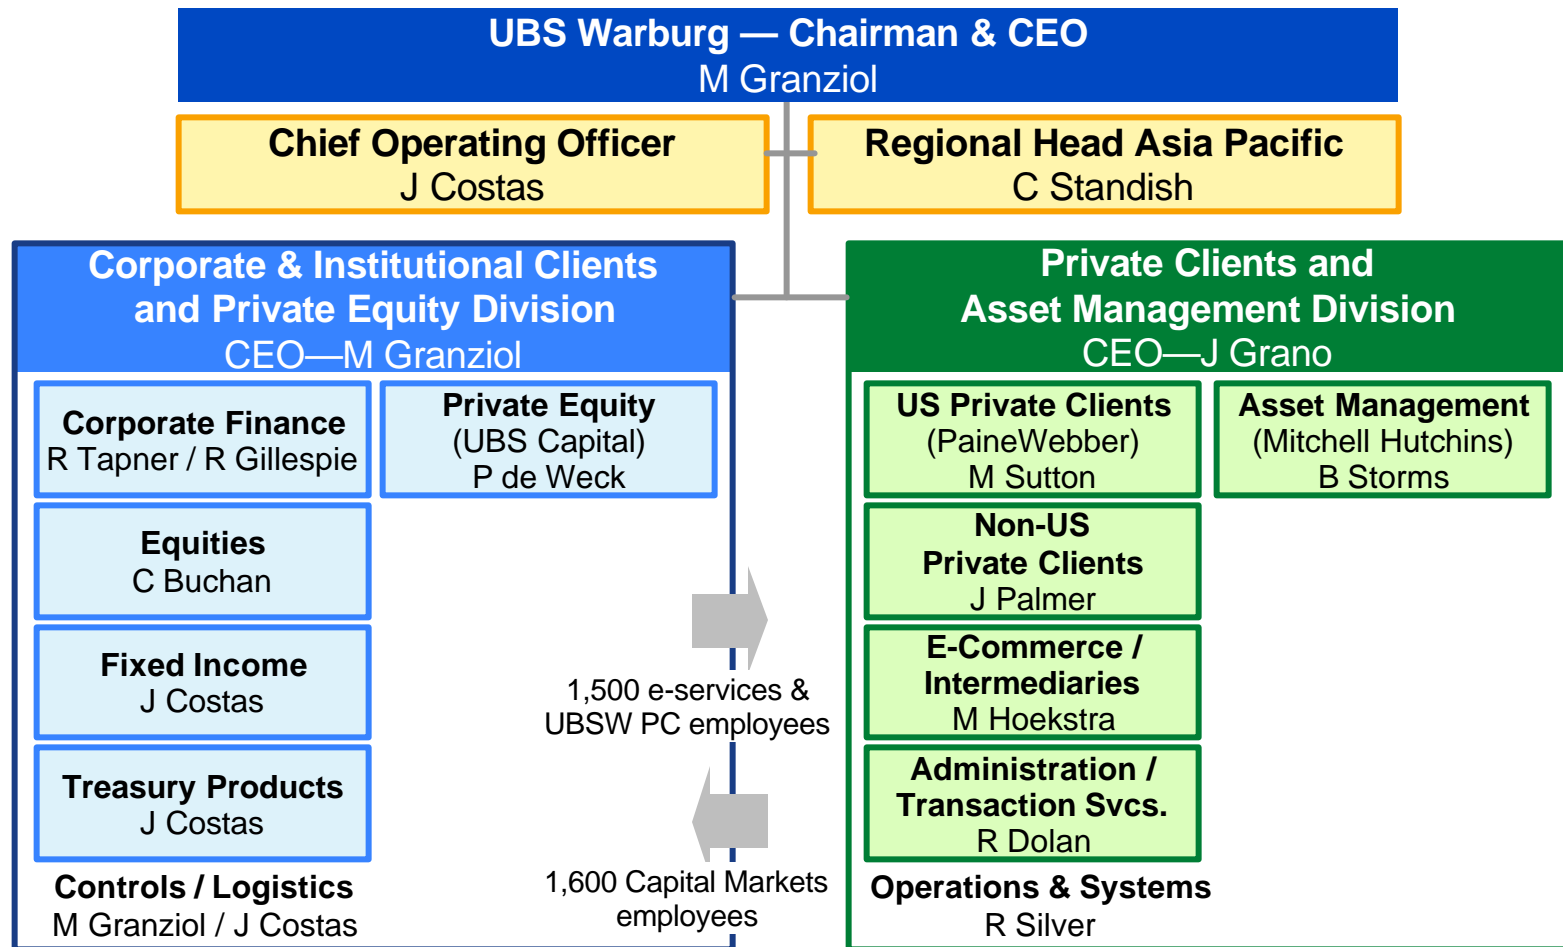 UBS Warburg — Chairman & CEO
M Granziol
Chief Operating Officer
J Costas
Regional Head Asia Pacific
C Standish
Corporate & Institutional Clients
and Private Equity Division
CEO—M Granziol
Corporate Finance
R Tapner / R Gillespie
Private Equity
(UBS Capital)
P de Weck
Equities
C Buchan
Fixed Income
J Costas
Treasury Products
J Costas
Controls / Logistics
M Granziol / J Costas
1,500 e-services &
UBSW PC employees
1,600 Capital Markets
employees
Private Clients and
Asset Management Division
CEO—J Grano
US Private Clients
(PaineWebber)
M Sutton
Asset Management
(Mitchell Hutchins)
B Storms
Non-US
Private Clients
J Palmer
E-Commerce /
Intermediaries
M Hoekstra
Administration /
Transaction Svcs.
R Dolan
Operations & Systems
R Silver